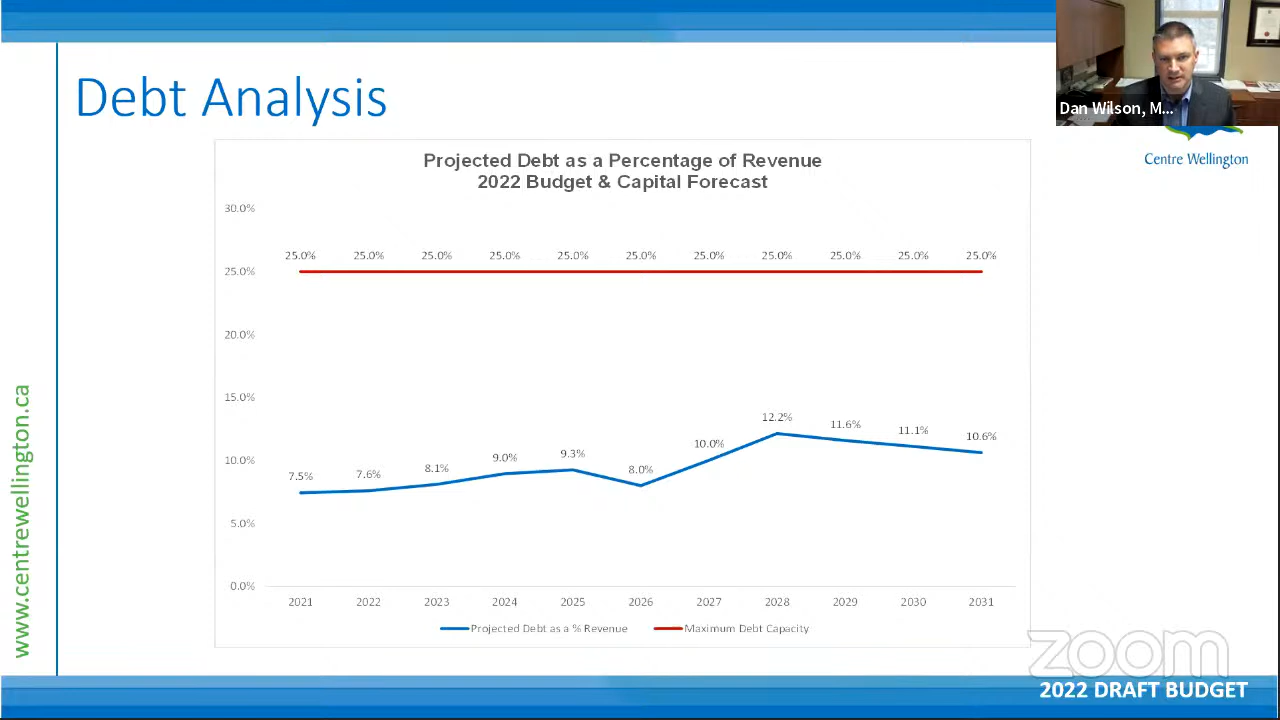 Debt Analysis
Dan Wilson, M...
Centre Wellington
Projected Debt as a Percentage of Revenue
2022 Budget & Capital Forecast
30.0%
25.0%
20.0%
15.0%
10.0%
5.0%
0.0%
25.0% 25.0% 25.0% 25.0% 25.0% 25.0% 25.0% 25.0% 25.0% 25.0% 25.0%
7.5% 7.6% 8.1% 9.0% 9.3% 8.0% 10.0% 12.2% 11.6% 11.1% 10.6%
2021 2022 2023 2024 2025 2026 2027 2028 2029 2030 2031
Projected Debt as a % Revenue Maximum Debt Capacity
www.centrewellington.ca
zoom
2022 DRAFT BUDGET